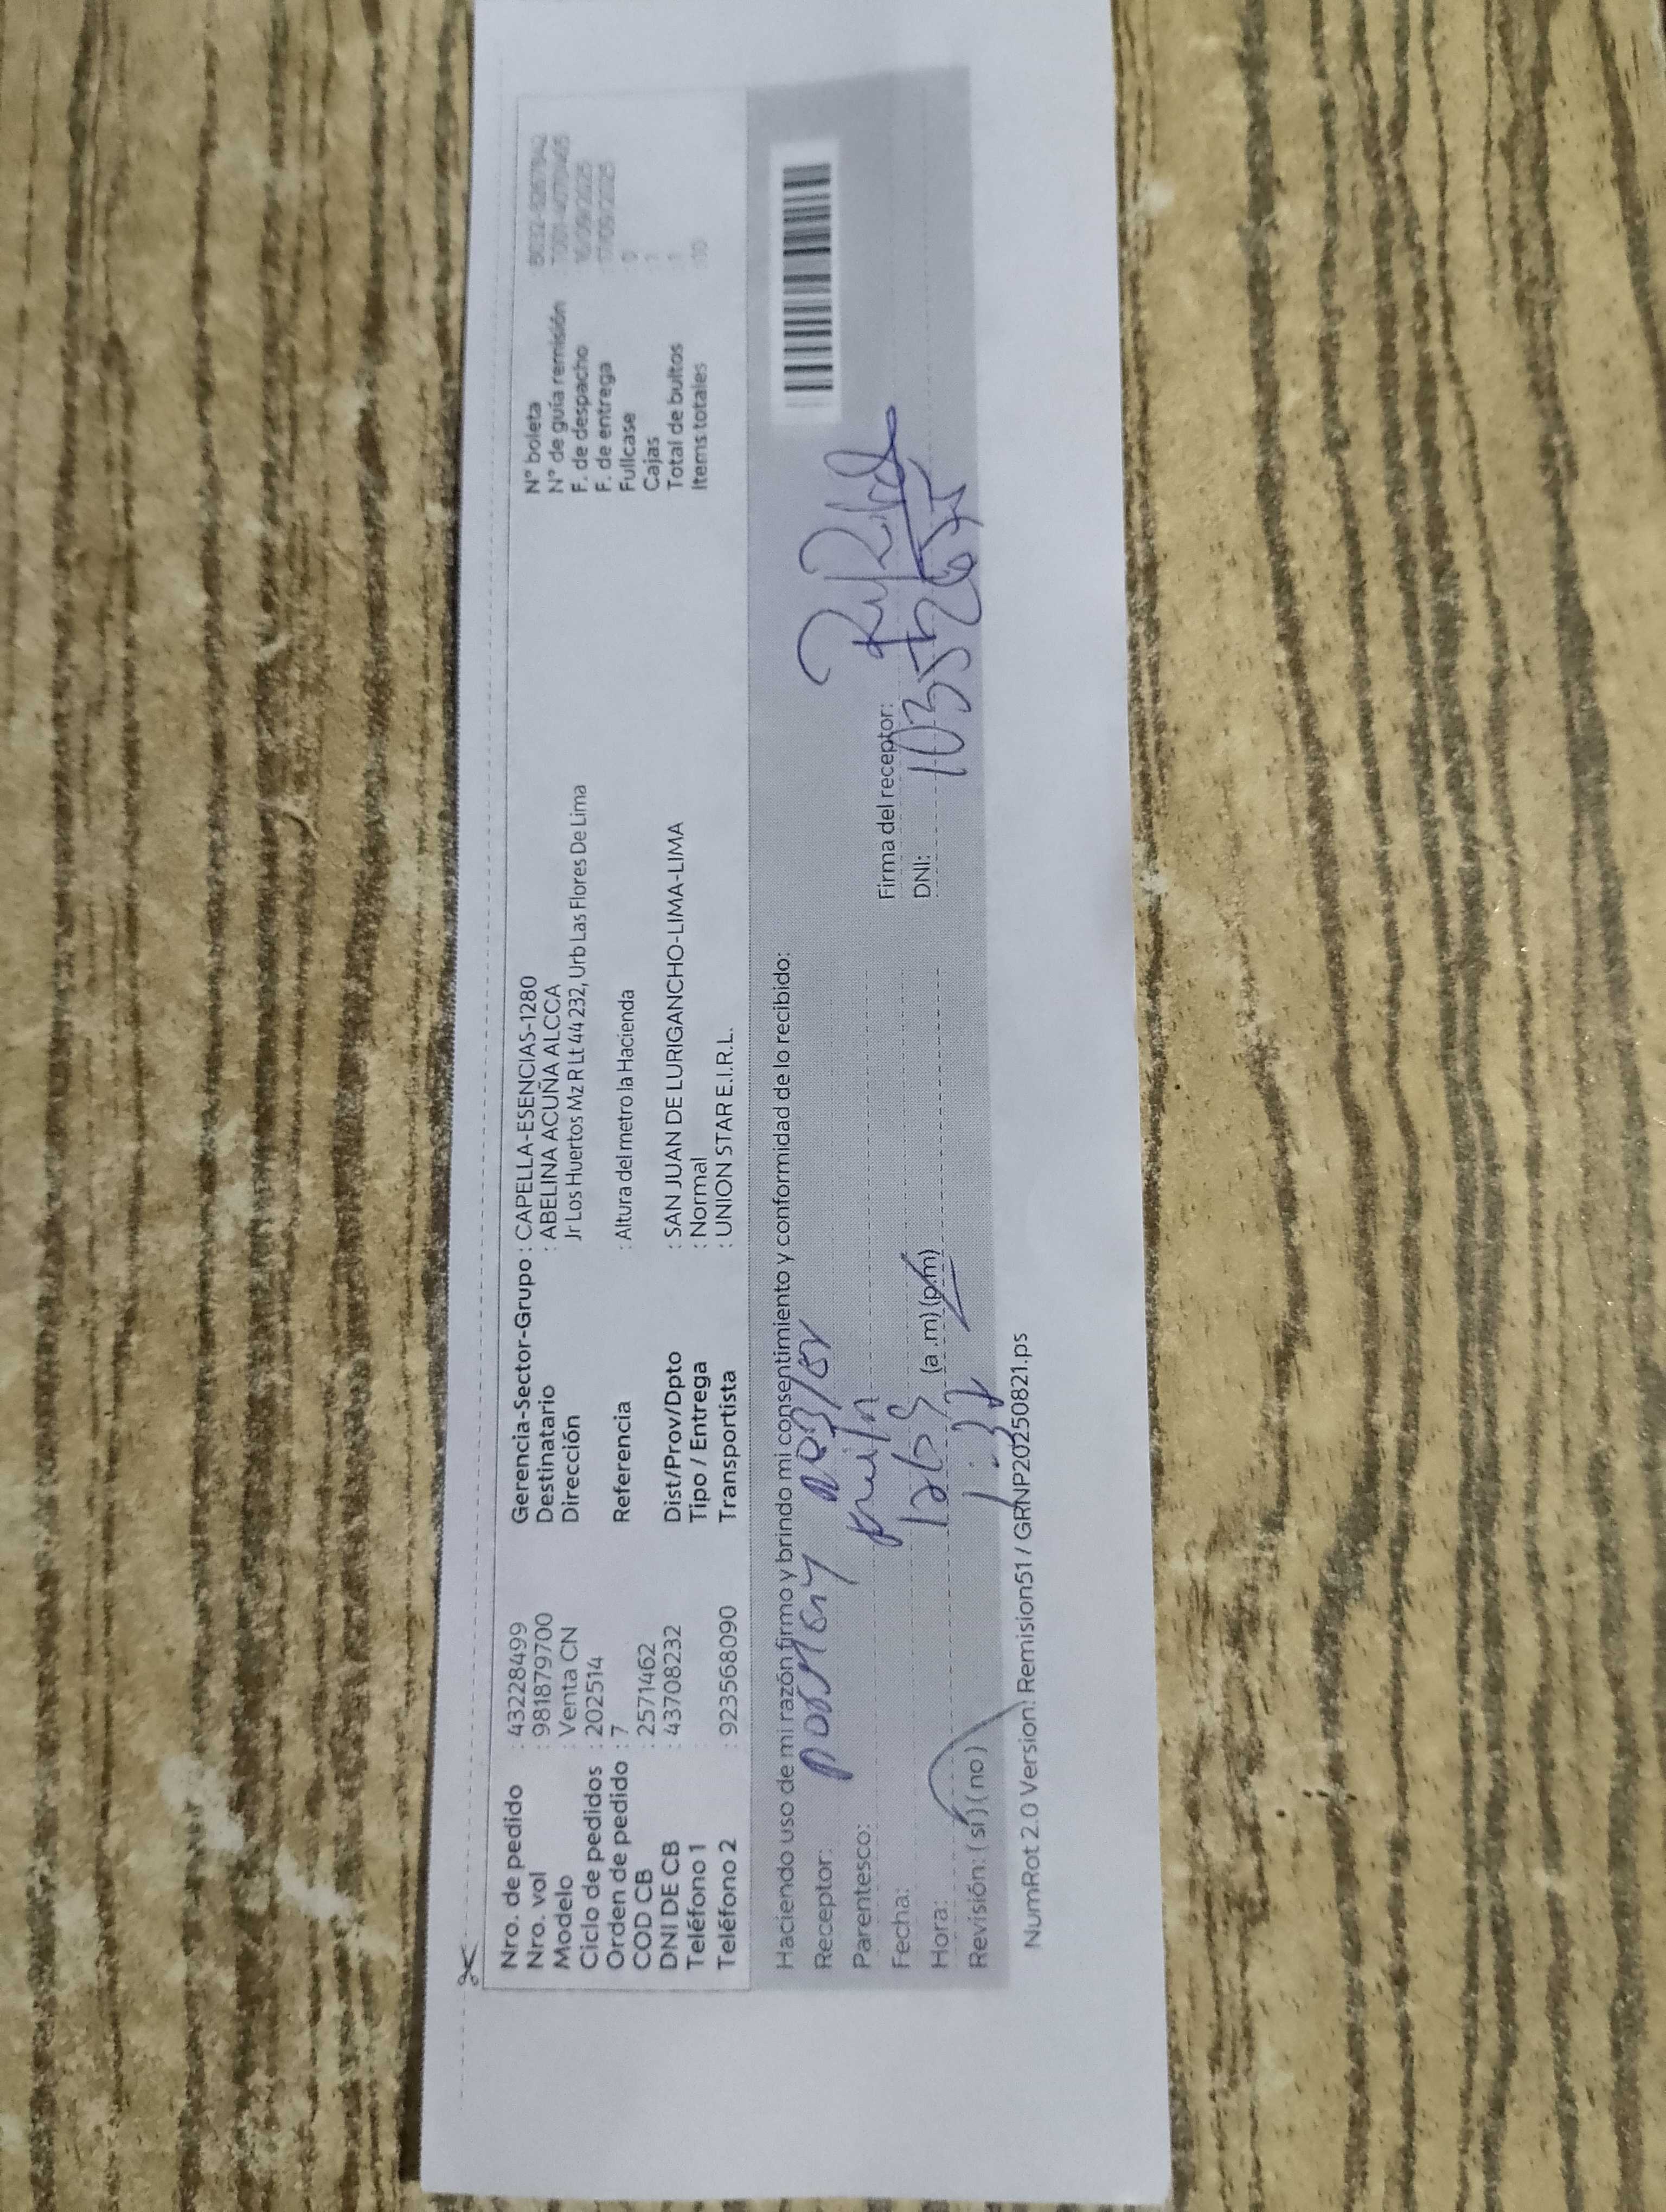 Nro. de pedido : 43228499
Nro. vol : 981879700
Modelo : Venta CN
Ciclo de pedidos : 202514
Orden de pedido : 7
COD CB : 2571462
DNI DE CB : 43708232
Teléfono 1
Teléfono 2 : 923568090
Gerencia-Sector-Grupo : CAPELLA-ESENCIAS-1280
Destinatario : ABELINA ACUÑA ALCCA
Dirección Jr Los Huertos Mz R Lt 44 232, Urb Las Flores De Lima
Referencia : Altura del metro la Hacienda
Dist/Prov/Dpto : SAN JUAN DE LURIGANCHO-LIMA-LIMA
Tipo / Entrega : Normal
Transportista : UNION STAR E.I.R.L.
N° boleta
N° de guía remisión
F. de despacho
F. de entrega
Fullcase 0
Cajas
Total de bultos
Items totales
Haciendo uso de mi razón firmo y brindo mi consentimiento y conformidad de lo recibido:
Receptor:
Parentesco:
Fecha:
Hora: (a .m) (p.m)
Revisión: ( si ) ( no )
Firma del receptor:
DNI:
NumRot 2.0 Version: Remision51 / GRNP20250821.ps